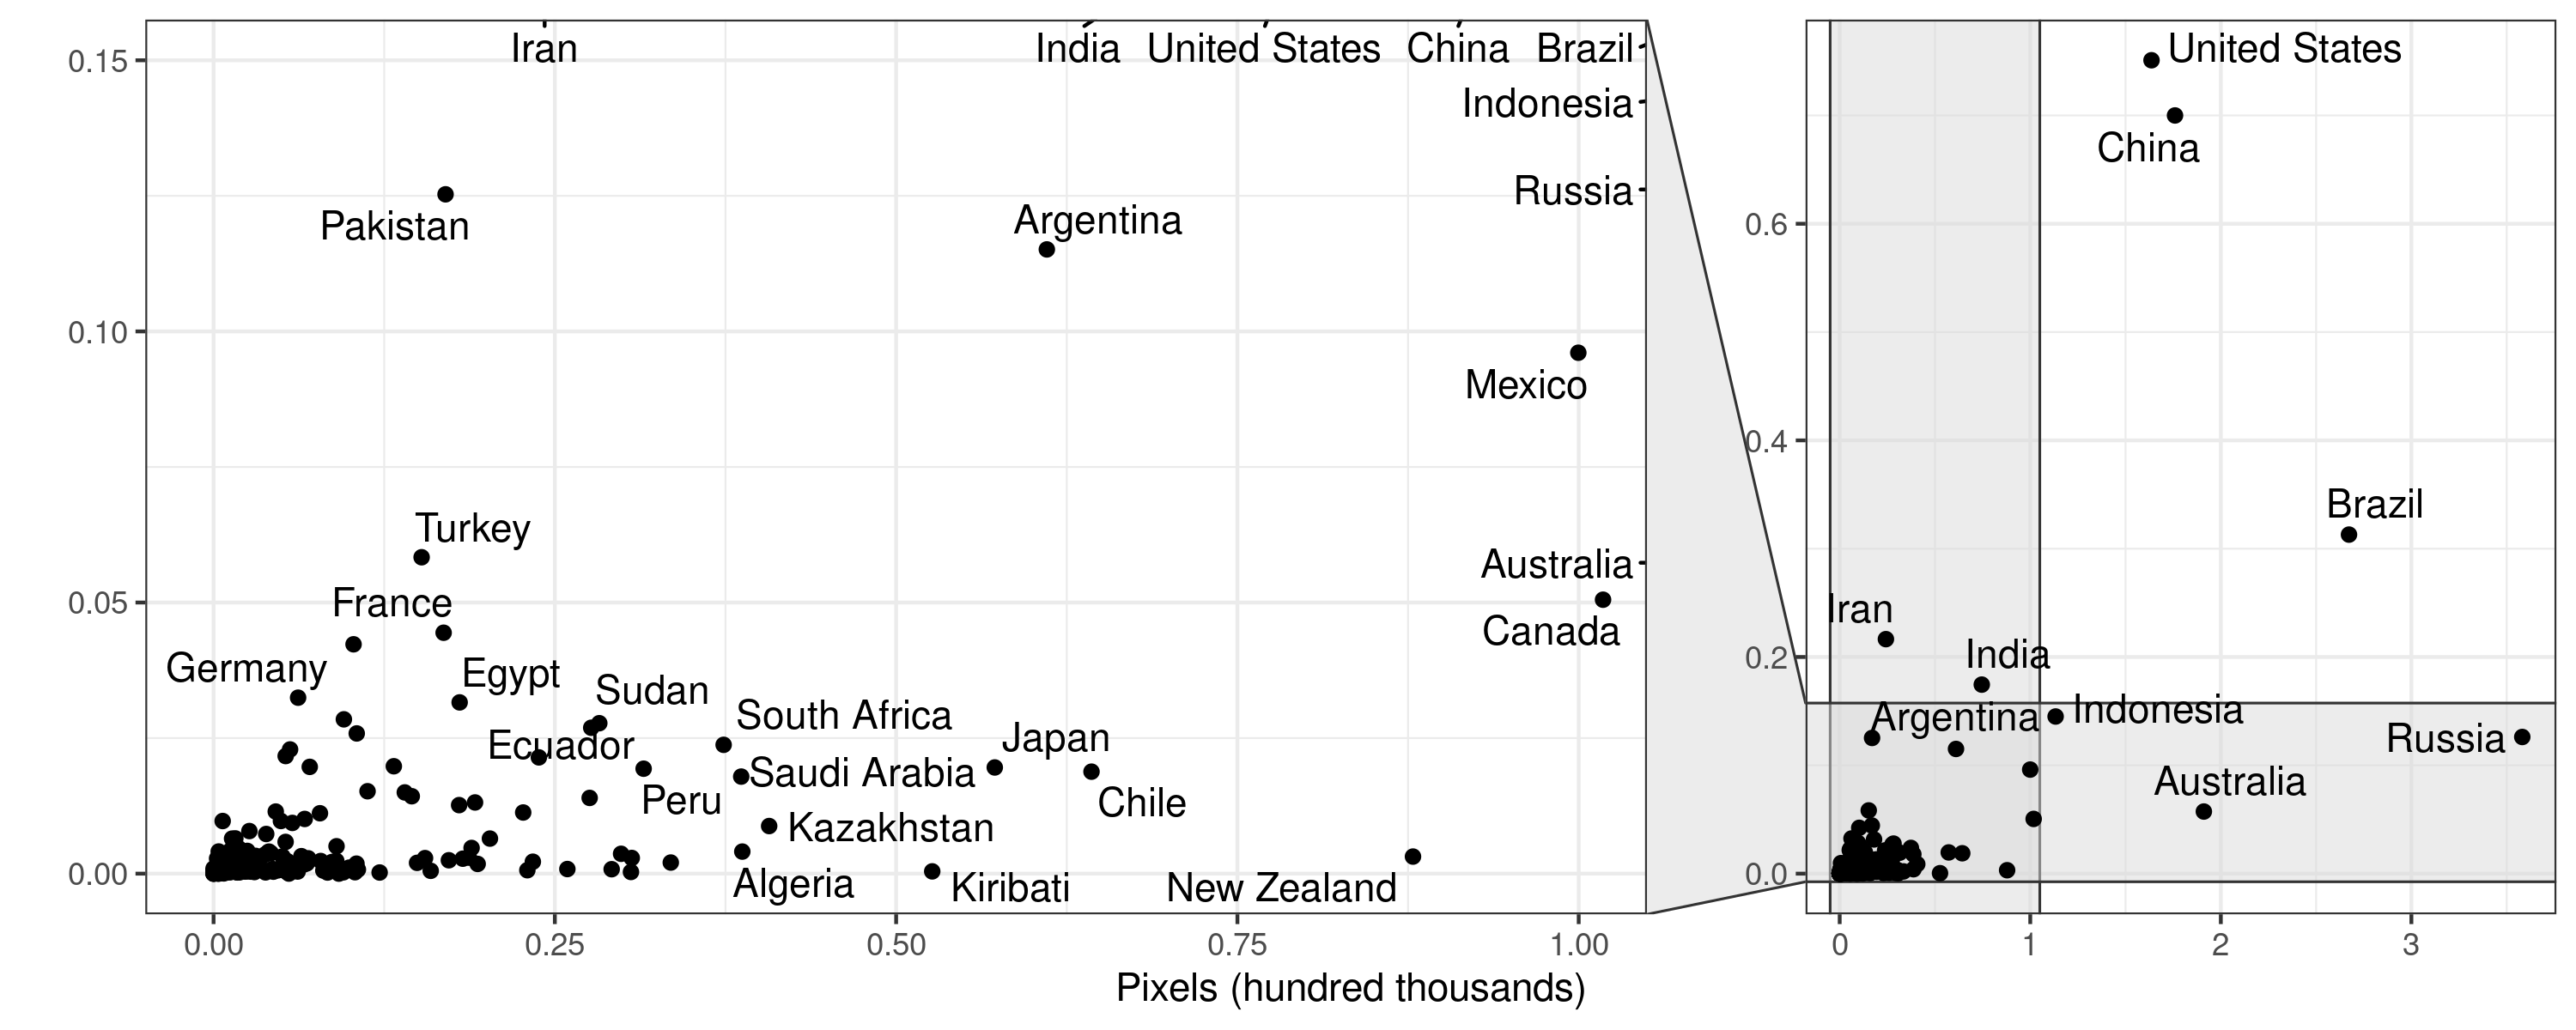 Iran India United States China Brazil
0.15
Indonesia
Russia
Pakistan
Argentina
0.10
Mexico
Turkey
Australia
0.05
France
Canada
Germany
Egypt
Sudan
South Africa
Ecuador
Japan
Saudi Arabia
Peru
Chile
Kazakhstan
0.00
Algeria
Kiribati
New Zealand
0.00 0.25 0.50 0.75 1.00
United States
China
0.6
0.4
Brazil
Iran
0.2
India
Argentina
Indonesia
Russia
Australia
0.0
0 1 2 3
Pixels (hundred thousands)